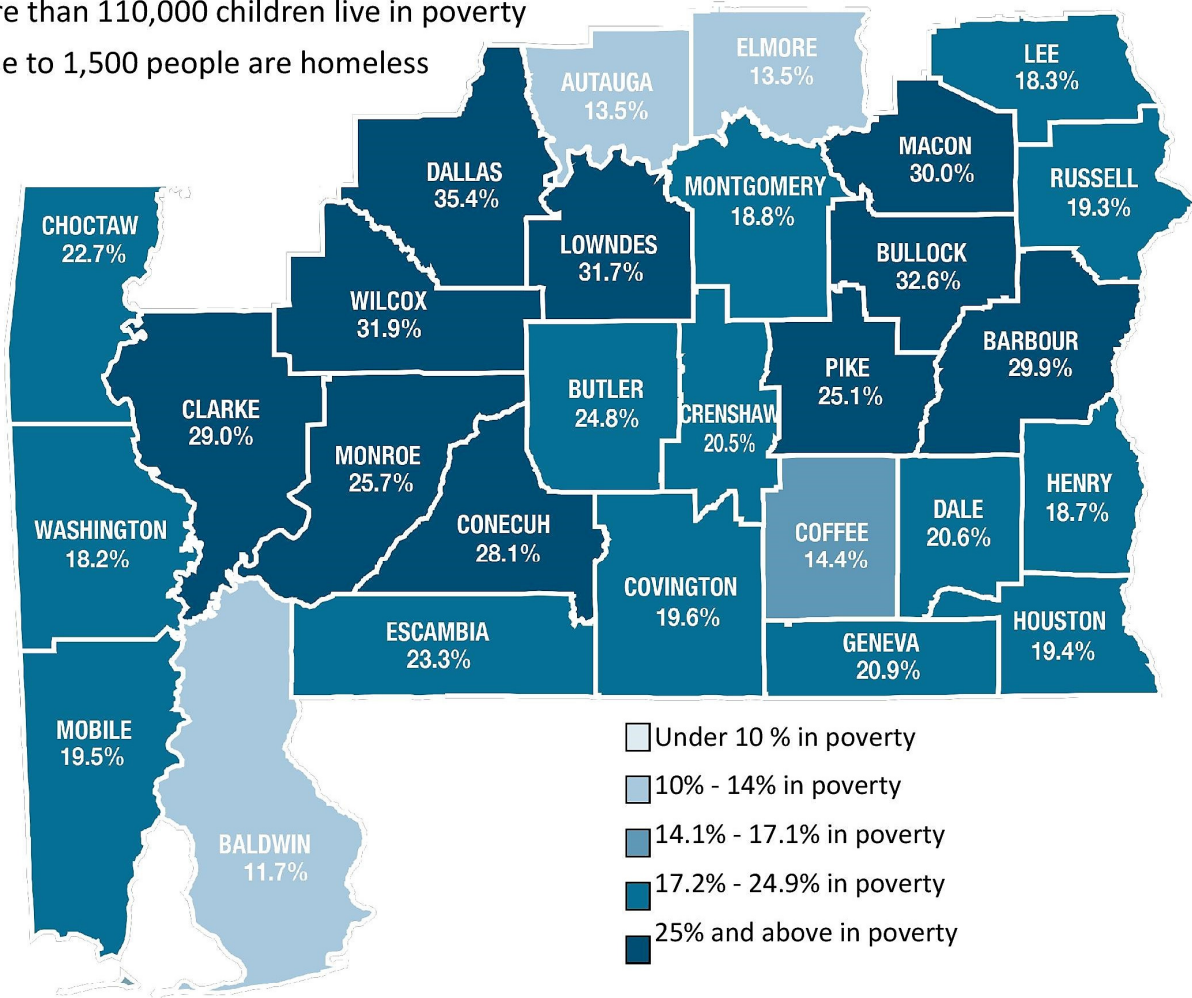 re than 110,000 children live in poverty
e to 1,500 people are homeless
ELMORE
13.5%
LEE
18.3%
AUTAUGA
13.5%
MACON
30.0%
DALLAS
35.4%
MONTGOMERY
18.8%
RUSSELL
19.3%
CHOCTAW
22.7%
LOWNDES
31.7%
BULLOCK
32.6%
WILCOX
31.9%
BARBOUR
29.9%
PIKE
25.1%
BUTLER
24.8%
CRENSHAW
20.5%
CLARKE
29.0%
MONROE
25.7%
HENRY
18.7%
DALE
20.6%
CONECUH
28.1%
COFFEE
14.4%
WASHINGTON
18.2%
COVINGTON
19.6%
HOUSTON
19.4%
ESCAMBIA
23.3%
GENEVA
20.9%
MOBILE
19.5%
BALDWIN
11.7%
Under 10 % in poverty
10% - 14% in poverty
14.1% - 17.1% in poverty
17.2% - 24.9% in poverty
25% and above in poverty